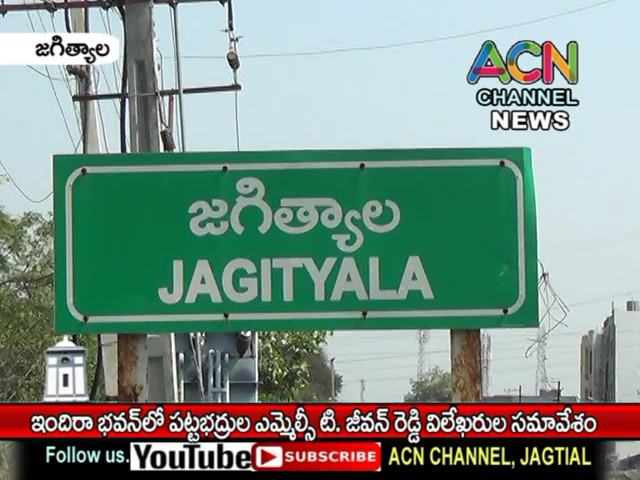 జగిత్యాల
ACN
CHANNEL
NEWS
జగిత్యాల
JAGITYALA
ఇందిరా భవన్‌లో పట్టభద్రుల ఎమ్మెల్సీ టి. జీవన్ రెడ్డి విలేఖరుల సమావేశం
Follow us. YouTube SUBSCRIBE ACN CHANNEL, JAGTIAL